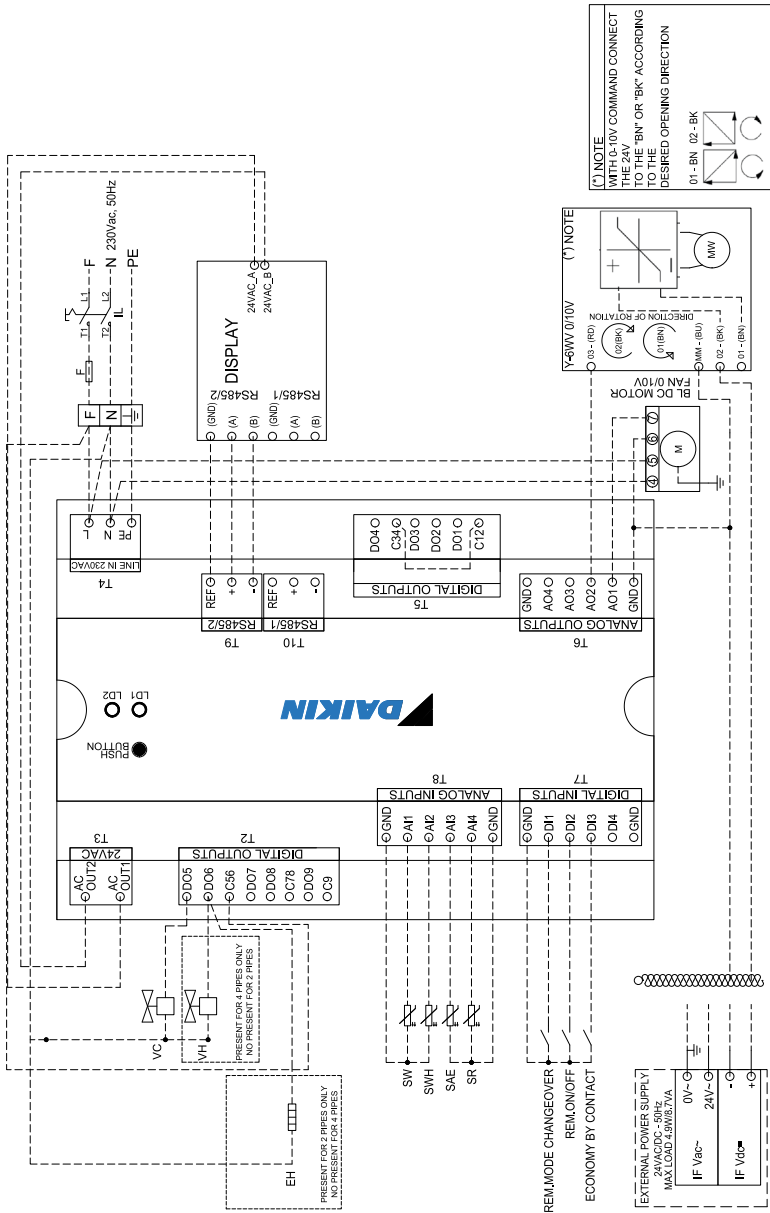 (*) NOTE
WITH 0-10V COMMAND CONNECT
THE 24V
TO THE "BN" OR "BK" ACCORDING
TO THE
DESIRED OPENING DIRECTION
01 - BN 02 - BK
F
N 230Vac, 50Hz
PE
L1
L2
IL
T1
T2
F
F
N
24VAC_A
24VAC_B
DISPLAY
RS485/2
RS485/1
(GND)
(A)
(B)
(GND)
(A)
(B)
Y-6WV 0/10V
(*) NOTE
+
-
MW
DIRECTION OF ROTATION
02(BK)
01(BN)
03 - (RD)
MM - (BU)
02 - (BK)
01 - (BN)
BL DC MOTOR
FAN 0/10V
4
5
6
7
M
L
N
PE
LINE IN 230VAC
T4
REF
+
-
RS485/2
T9
REF
+
-
RS485/1
T10
DO4
C34
DO3
DO2
DO1
C12
DIGITAL OUTPUTS
T5
GND
AO4
AO3
AO2
AO1
GND
ANALOG OUTPUTS
T6
LD2
LD1
PUSH
BUTTON
DAIKIN
T3
24VAC
AC
OUT2
AC
OUT1
T2
DIGITAL OUTPUTS
DO5
DO6
C56
DO7
DO8
C78
DO9
C9
T8
ANALOG INPUTS
GND
AI1
AI2
AI3
AI4
GND
T7
DIGITAL INPUTS
GND
DI1
DI2
DI3
DI4
GND
VC
VH
PRESENT FOR 4 PIPES ONLY
NO PRESENT FOR 2 PIPES
EH
PRESENT FOR 2 PIPES ONLY
NO PRESENT FOR 4 PIPES
SW
SWH
SAE
SR
REM.MODE CHANGEOVER
REM.ON/OFF
ECONOMY BY CONTACT
EXTERNAL POWER SUPPLY
24VAC/DC - 50Hz
MAX LOAD 4.9W/8.7VA
IF Vac~
0V~
24V~
IF Vdc=
-
+